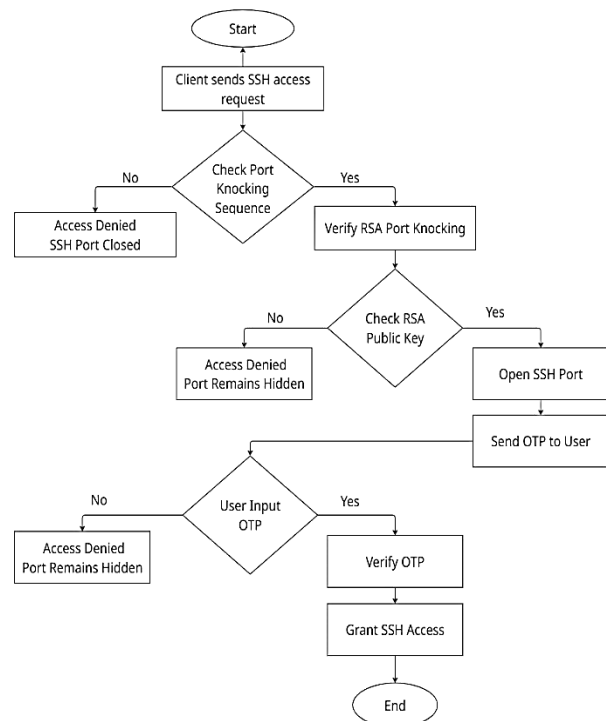 Start
Client sends SSH access
request
Check Port
Knocking
Sequence
No
Yes
Access Denied
SSH Port Closed
Verify RSA Port Knocking
Check RSA
Public Key
No
Yes
Access Denied
Port Remains Hidden
Open SSH Port
Send OTP to User
User Input
OTP
No
Yes
Access Denied
Port Remains Hidden
Verify OTP
Grant SSH Access
End